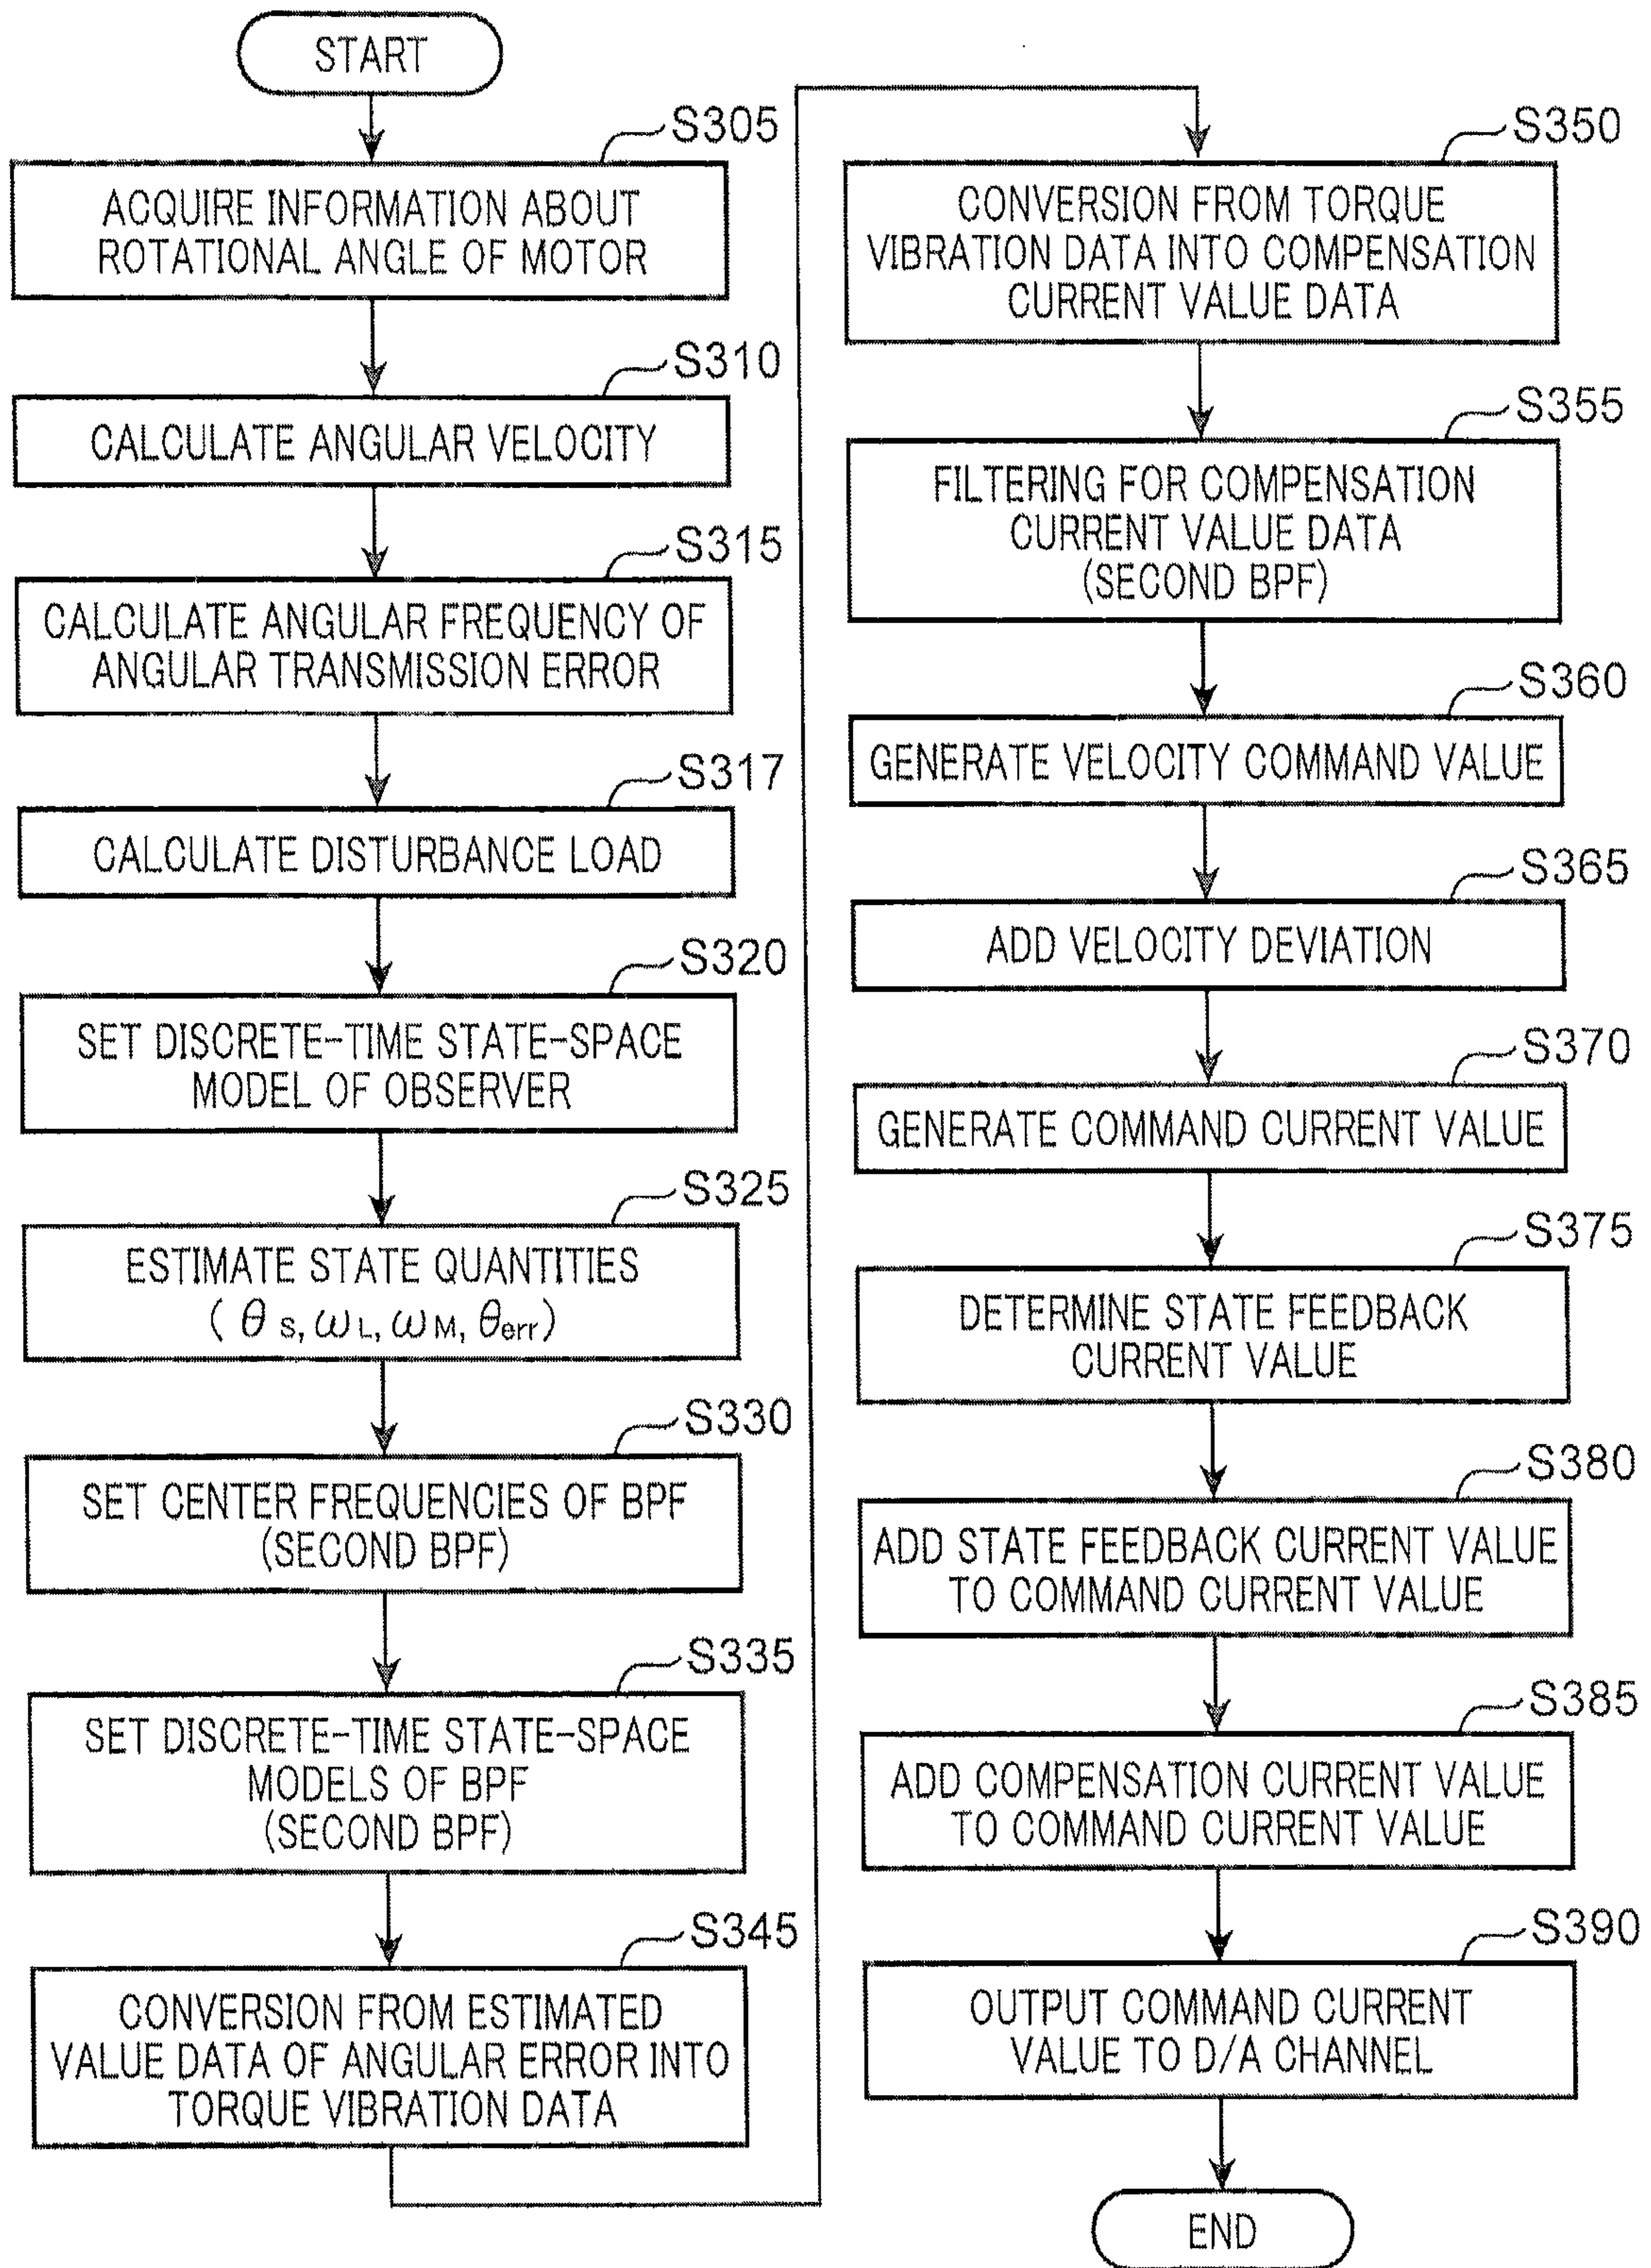 START
S305
ACQUIRE INFORMATION ABOUT
ROTATIONAL ANGLE OF MOTOR
S310
CALCULATE ANGULAR VELOCITY
S315
CALCULATE ANGULAR FREQUENCY OF
ANGULAR TRANSMISSION ERROR
S317
CALCULATE DISTURBANCE LOAD
S320
SET DISCRETE-TIME STATE-SPACE
MODEL OF OBSERVER
S325
ESTIMATE STATE QUANTITIES
(θS, ωL, ωM, θerr)
S330
SET CENTER FREQUENCIES OF BPF
(SECOND BPF)
S335
SET DISCRETE-TIME STATE-SPACE
MODELS OF BPF
(SECOND BPF)
S345
CONVERSION FROM ESTIMATED
VALUE DATA OF ANGULAR ERROR INTO
TORQUE VIBRATION DATA
S350
CONVERSION FROM TORQUE
VIBRATION DATA INTO COMPENSATION
CURRENT VALUE DATA
S355
FILTERING FOR COMPENSATION
CURRENT VALUE DATA
(SECOND BPF)
S360
GENERATE VELOCITY COMMAND VALUE
S365
ADD VELOCITY DEVIATION
S370
GENERATE COMMAND CURRENT VALUE
S375
DETERMINE STATE FEEDBACK
CURRENT VALUE
S380
ADD STATE FEEDBACK CURRENT VALUE
TO COMMAND CURRENT VALUE
S385
ADD COMPENSATION CURRENT VALUE
TO COMMAND CURRENT VALUE
S390
OUTPUT COMMAND CURRENT
VALUE TO D/A CHANNEL
END